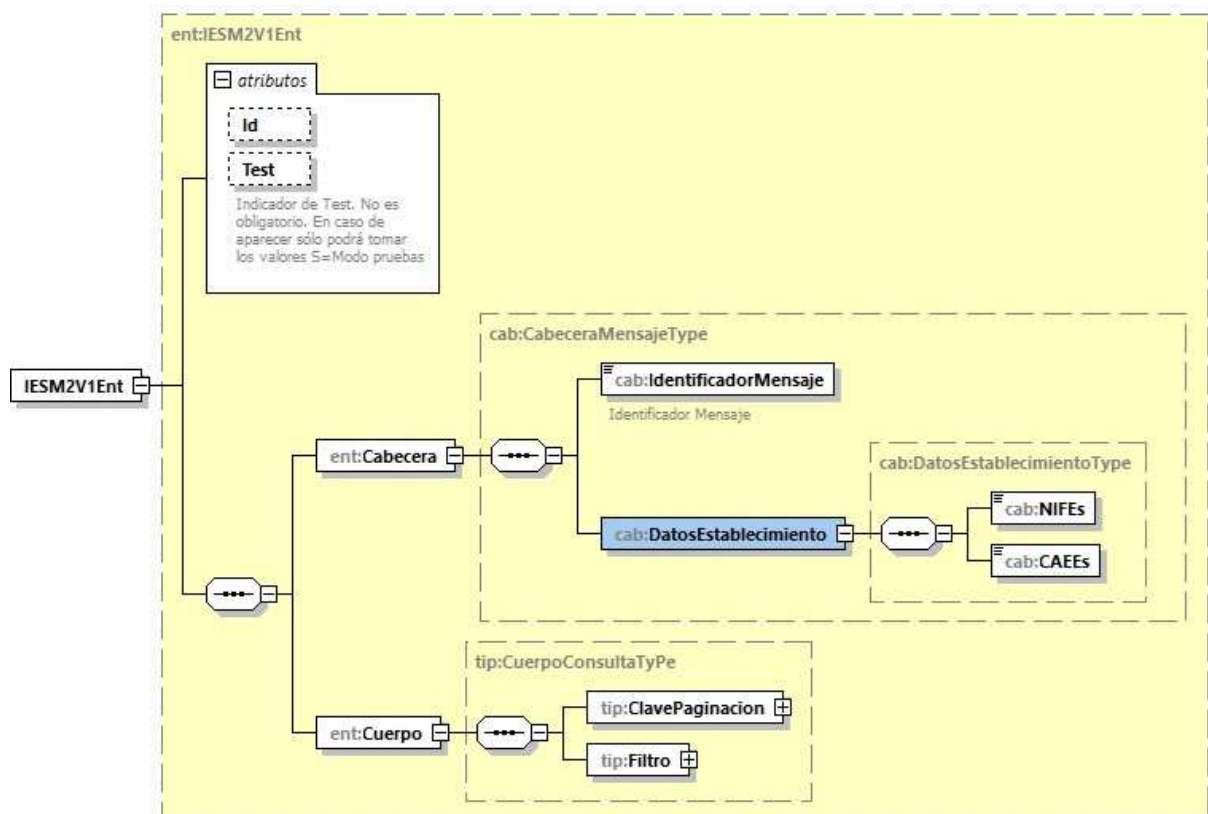 ent:IESM2V1Ent
atributos
Id
Test
Indicador de Test. No es
obligatorio. En caso de
aparecer sólo podrá tomar
los valores S=Modo pruebas
IESM2V1Ent
cab:CabeceraMensajeType
cab:IdentificadorMensaje
Identificador Mensaje
ent:Cabecera
cab:DatosEstablecimientoType
cab:NIFEs
cab:DatosEstablecimiento
cab:CAEEs
tip:CuerpoConsultaTyPe
tip:ClavePaginacion
ent:Cuerpo
tip:Filtro